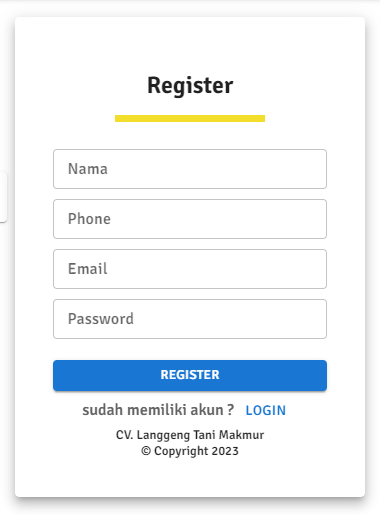 Register
Nama
Phone
Email
Password
REGISTER
sudah memiliki akun ? LOGIN
CV. Langgeng Tani Makmur
© Copyright 2023